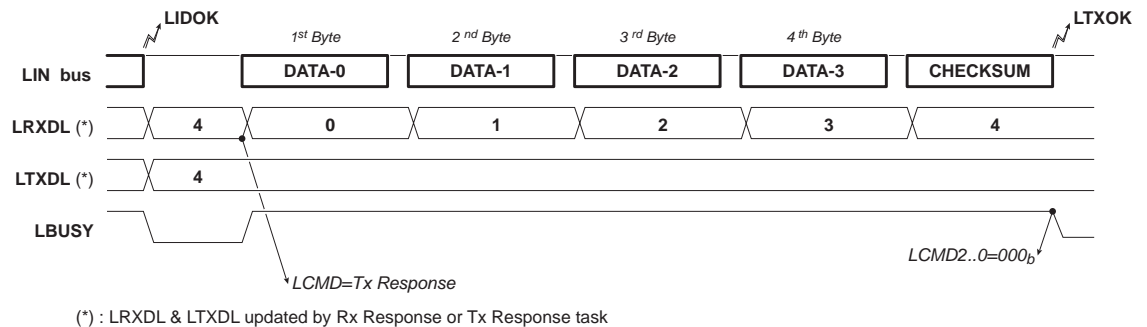 LIDOK LTXOK
1st Byte 2 nd Byte 3 rd Byte 4 th Byte
LIN bus DATA-0 DATA-1 DATA-2 DATA-3 CHECKSUM
LRXDL (*) 4 0 1 2 3 4
LTXDL (*) 4
LBUSY
LCMD2..0=000b
LCMD=Tx Response
(*) : LRXDL & LTXDL updated by Rx Response or Tx Response task